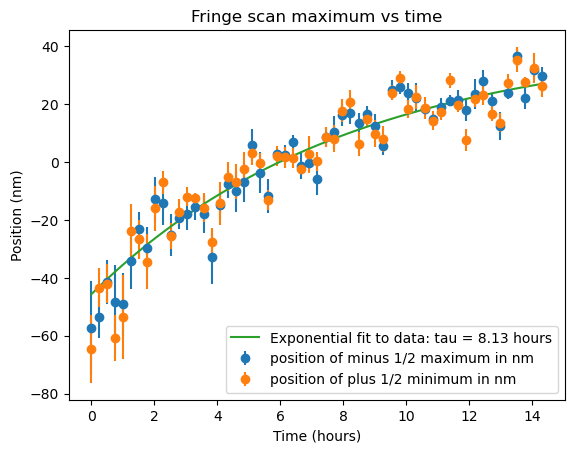 Fringe scan maximum vs time
Position (nm)
40
20
0
−20
−40
−60
−80
Exponential fit to data: tau = 8.13 hours
position of minus 1/2 maximum in nm
position of plus 1/2 minimum in nm
0 2 4 6 8 10 12 14
Time (hours)